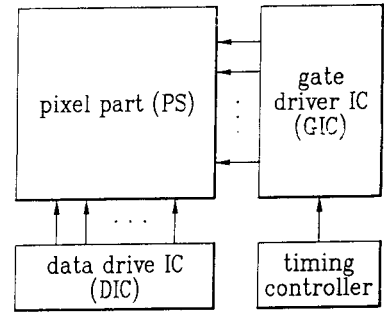 pixel part (PS)
gate
driver IC
(GIC)
data drive IC
(DIC)
timing
controller